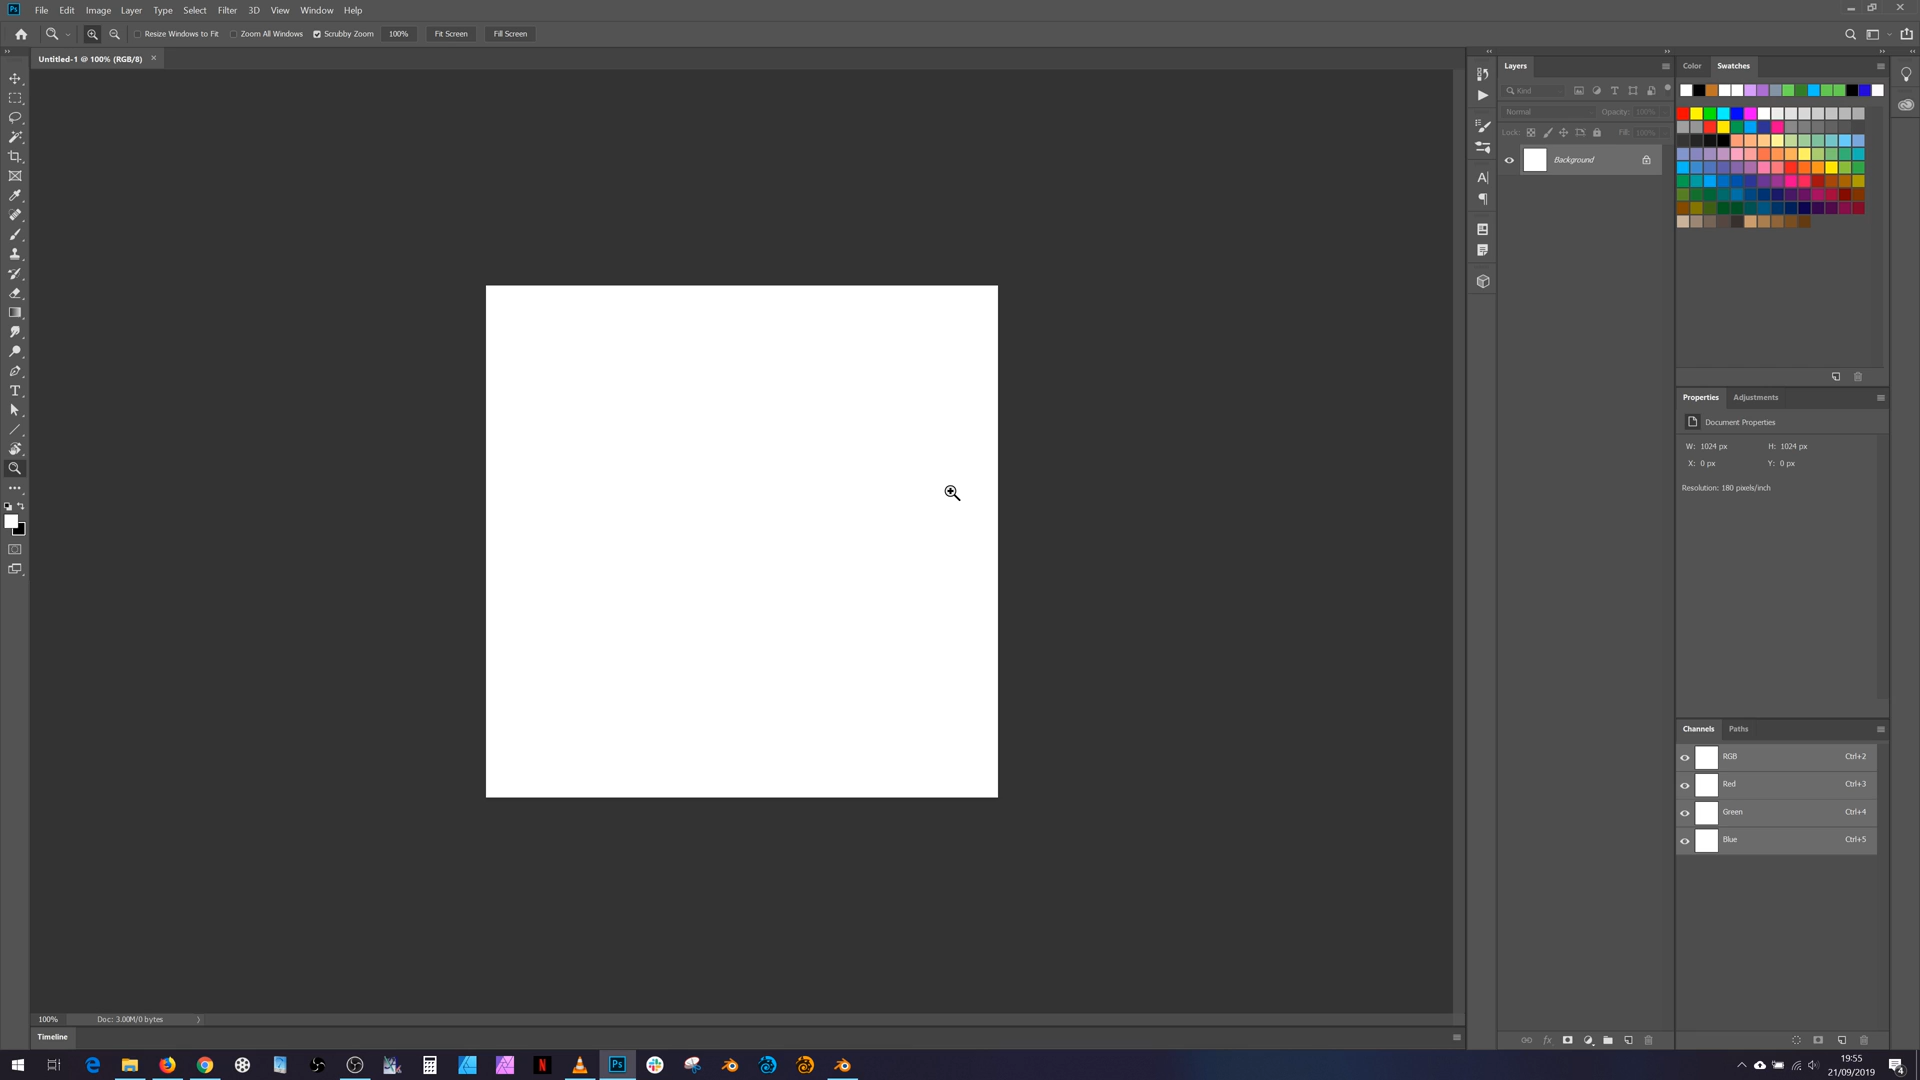 Ps File Edit Image Layer Type Select Filter 3D View Window Help
Resize Windows to Fit Zoom All Windows Scrubby Zoom 100% Fit Screen Fill Screen
Untitled-1 @ 100% (RGB/8) ×
Layers
Kind
Normal Opacity: 100%
Lock: Fill: 100%
Background
Color Swatches
Properties Adjustments
Document Properties
W: 1024 px H: 1024 px
X: 0 px Y: 0 px
Resolution: 180 pixels/inch
Channels Paths
RGB Ctrl+2
Red Ctrl+3
Green Ctrl+4
Blue Ctrl+5
100% Doc: 3.00M/0 bytes
Timeline
fx
N Ps
19:55
21/09/2019
4